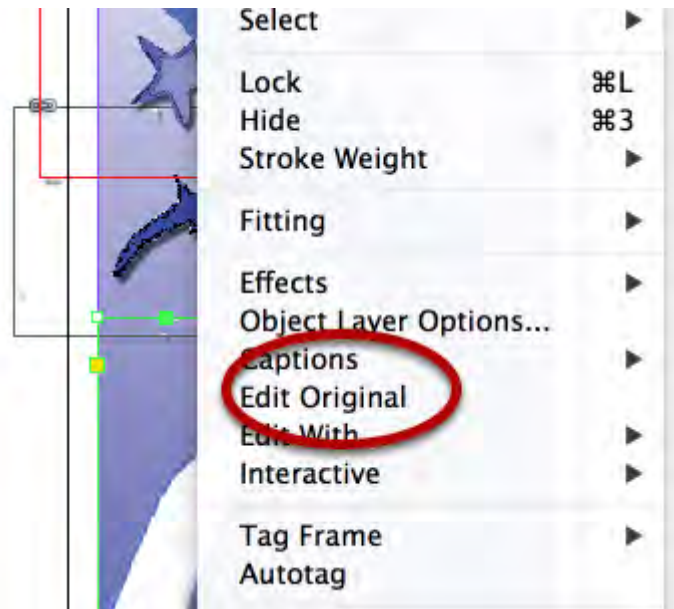 Select
Lock ⌘L
Hide ⌘3
Stroke Weight
Fitting
Effects
Object Layer Options...
Captions
Edit Original
Edit With
Interactive
Tag Frame
Autotag